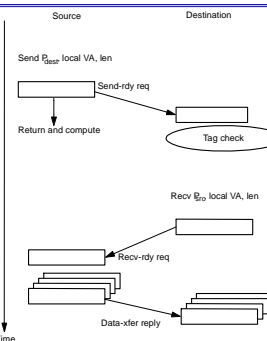 Source Destination
Send P_dest, local VA, len
Send-rdy req
Return and compute
Tag check
Recv P_src, local VA, len
Recv-rdy req
Data-xfer reply
Time